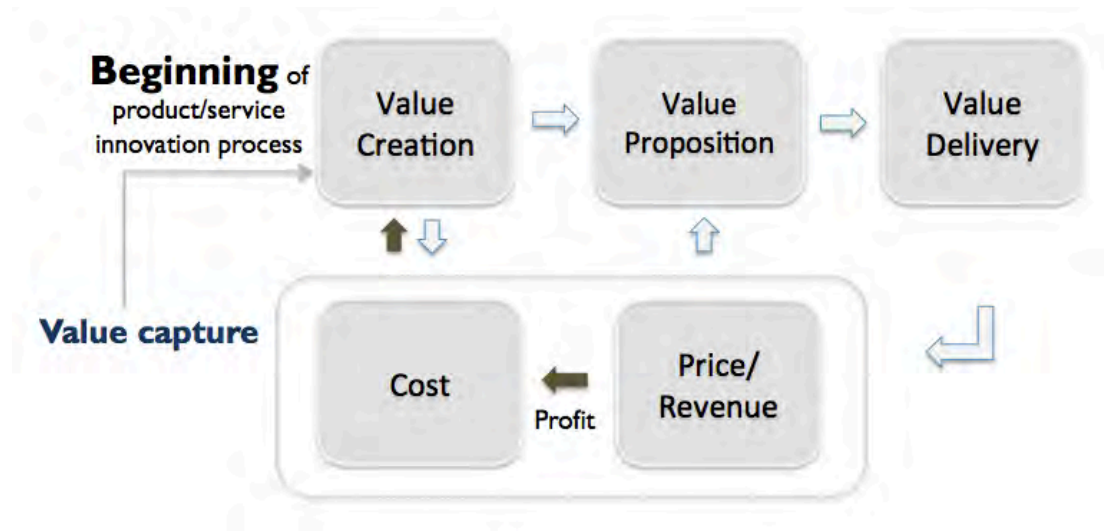 Beginning of
product/service
innovation process
Value
Creation
Value
Proposition
Value
Delivery
Value capture
Cost
Profit
Price/
Revenue